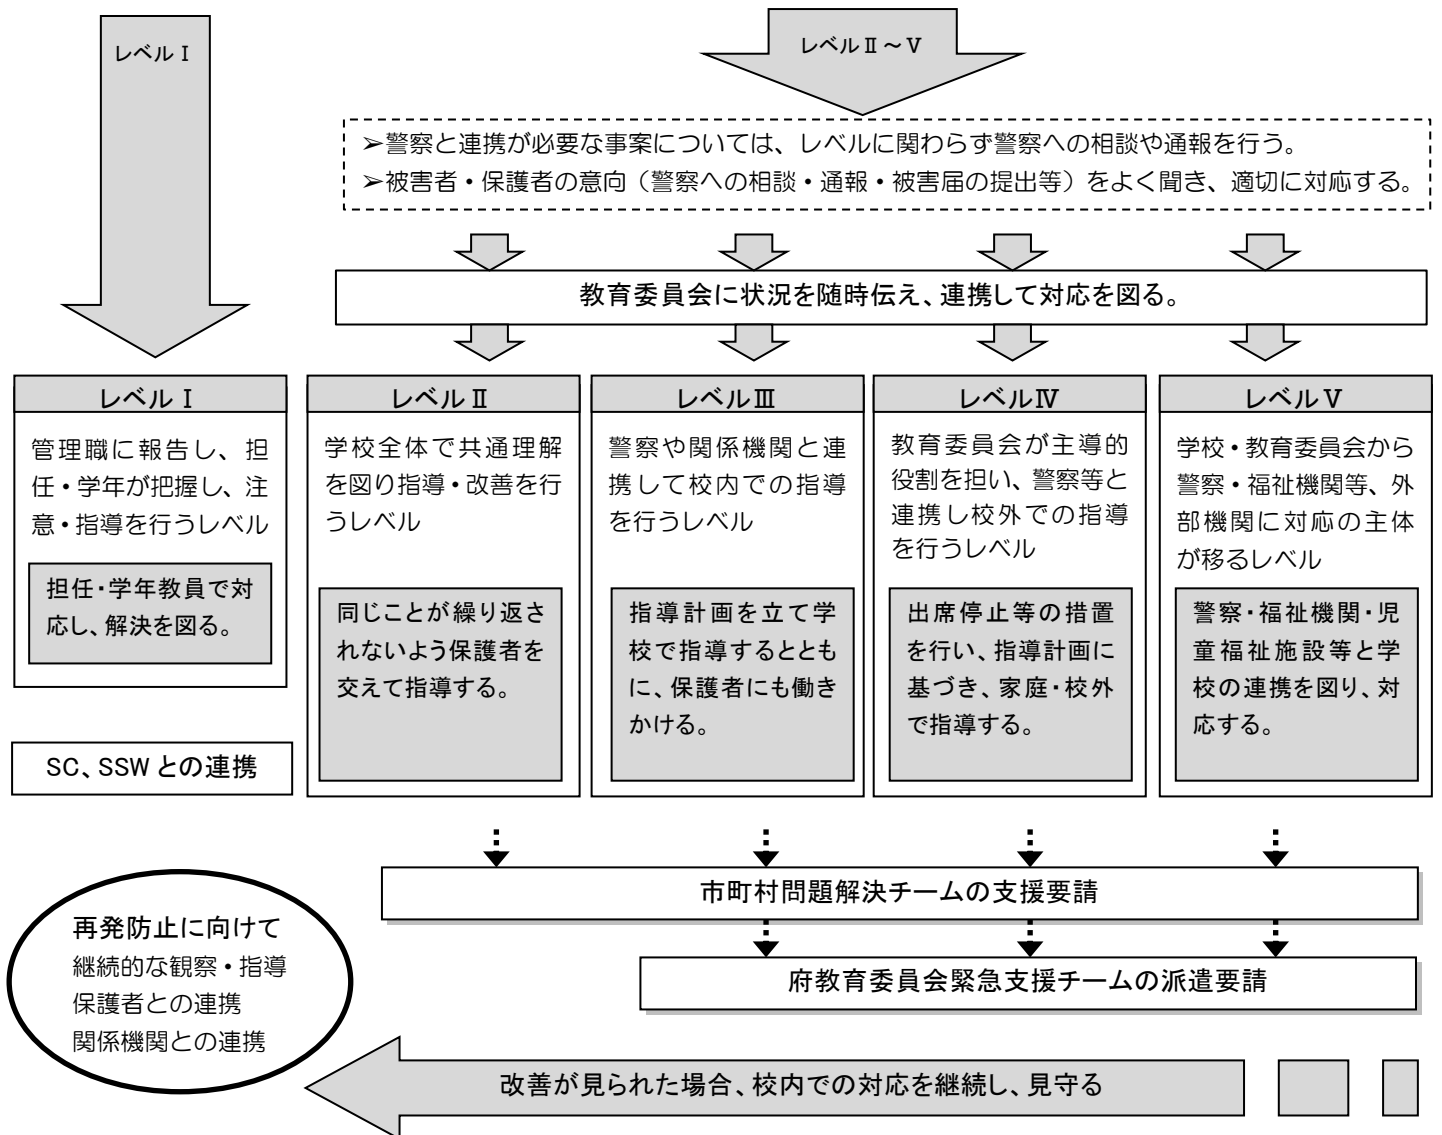 レベルⅠ
レベルⅡ～Ⅴ
➢警察と連携が必要な事案については、レベルに関わらず警察への相談や通報を行う。
➢被害者・保護者の意向（警察への相談・通報・被害届の提出等）をよく聞き、適切に対応する。
教育委員会に状況を随時伝え、連携して対応を図る。
レベルⅠ
管理職に報告し、担
任・学年が把握し、注
意・指導を行うレベル
担任・学年教員で対
応し、解決を図る。
レベルⅡ
学校全体で共通理解
を図り指導・改善を行
うレベル
同じことが繰り返さ
れないよう保護者を
交えて指導する。
レベルⅢ
警察や関係機関と連
携して校内での指導
を行うレベル
指導計画を立て学
校で指導するととも
に、保護者にも働き
かける。
レベルⅣ
教育委員会が主導的
役割を担い、警察等と
連携し校外での指導
を行うレベル
出席停止等の措置
を行い、指導計画に
基づき、家庭・校外
で指導する。
レベルⅤ
学校・教育委員会から
警察・福祉機関等、外
部機関に対応の主体
が移るレベル
警察・福祉機関・児
童福祉施設等と学
校の連携を図り、対
応する。
SC、SSWとの連携
市町村問題解決チームの支援要請
府教育委員会緊急支援チームの派遣要請
再発防止に向けて
継続的な観察・指導
保護者との連携
関係機関との連携
改善が見られた場合、校内での対応を継続し、見守る